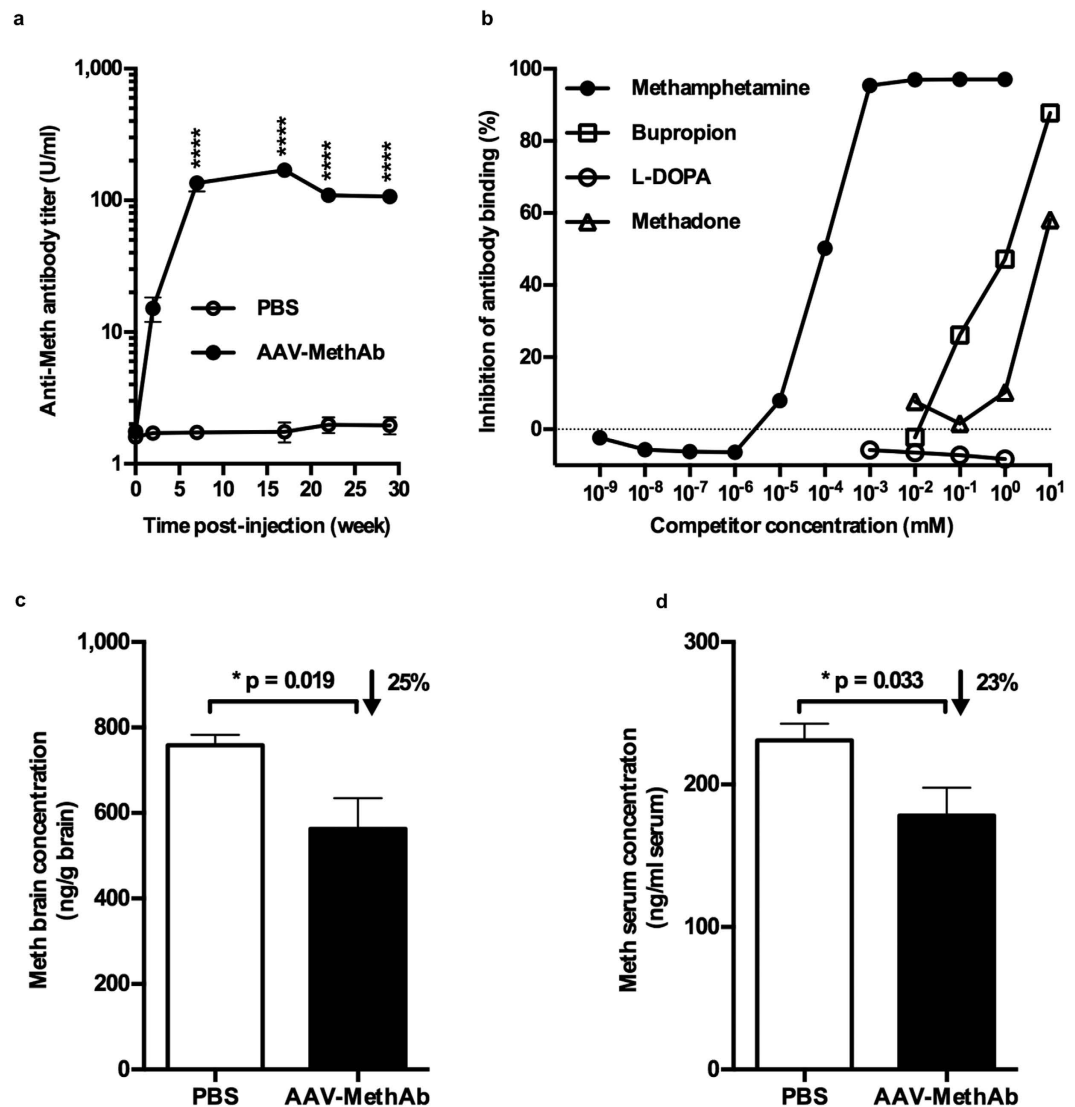 a
1,000
100
10
1
Anti-Meth antibody titer (U/ml)
****
****
****
****
PBS
AAV-MethAb
0 5 10 15 20 25 30
Time post-injection (week)
b
100
80
60
40
20
0
Inhibition of antibody binding (%)
Methamphetamine
Bupropion
L-DOPA
Methadone
10⁻⁹ 10⁻⁸ 10⁻⁷ 10⁻⁶ 10⁻⁵ 10⁻⁴ 10⁻³ 10⁻² 10⁻¹ 10⁰ 10¹
Competitor concentration (mM)
c
1,000
800
600
400
200
0
Meth brain concentration
(ng/g brain)
* p = 0.019
25%
PBS AAV-MethAb
d
300
200
100
0
Meth serum concentraton
(ng/ml serum)
* p = 0.033
23%
PBS AAV-MethAb